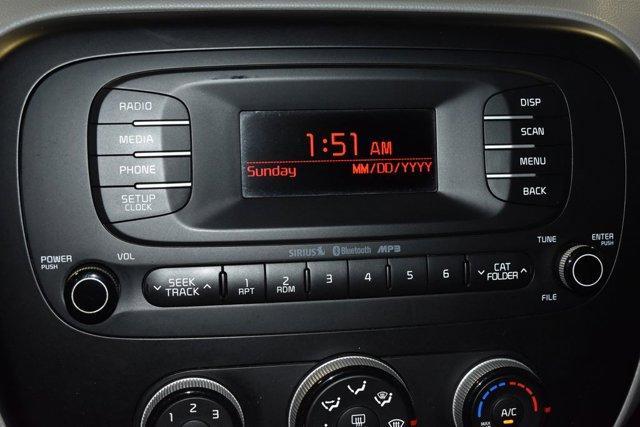 RADIO
MEDIA
PHONE
SETUP
CLOCK
1:51 AM
Sunday MM/DD/YYYY
DISP
SCAN
MENU
BACK
POWER
PUSH
VOL
SIRIUS Bluetooth MP3
TUNE
ENTER
PUSH
FILE
SEEK
TRACK
1
RPT
2
RDM
3
4
5
6
CAT
FOLDER
1 2 3
A/C
MAX